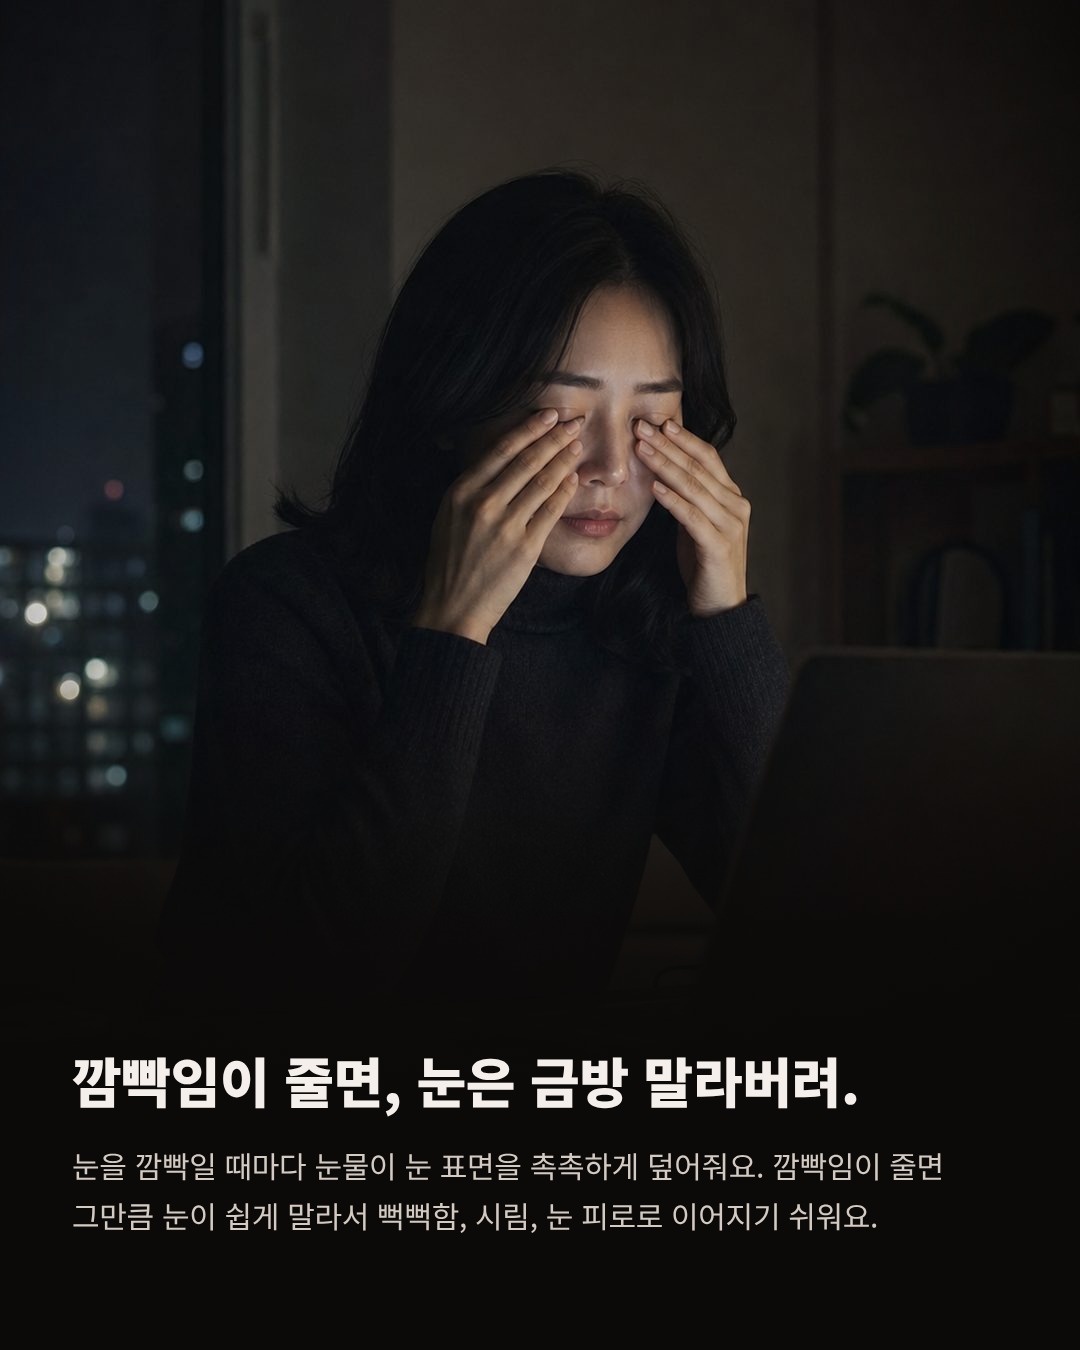 깜빡임이 줄면, 눈은 금방 말라버려.
눈을 깜빡일 때마다 눈물이 눈 표면을 촉촉하게 덮어줘요. 깜빡임이 줄면
그만큼 눈이 쉽게 말라서 뻑뻑함, 시림, 눈 피로로 이어지기 쉬워요.